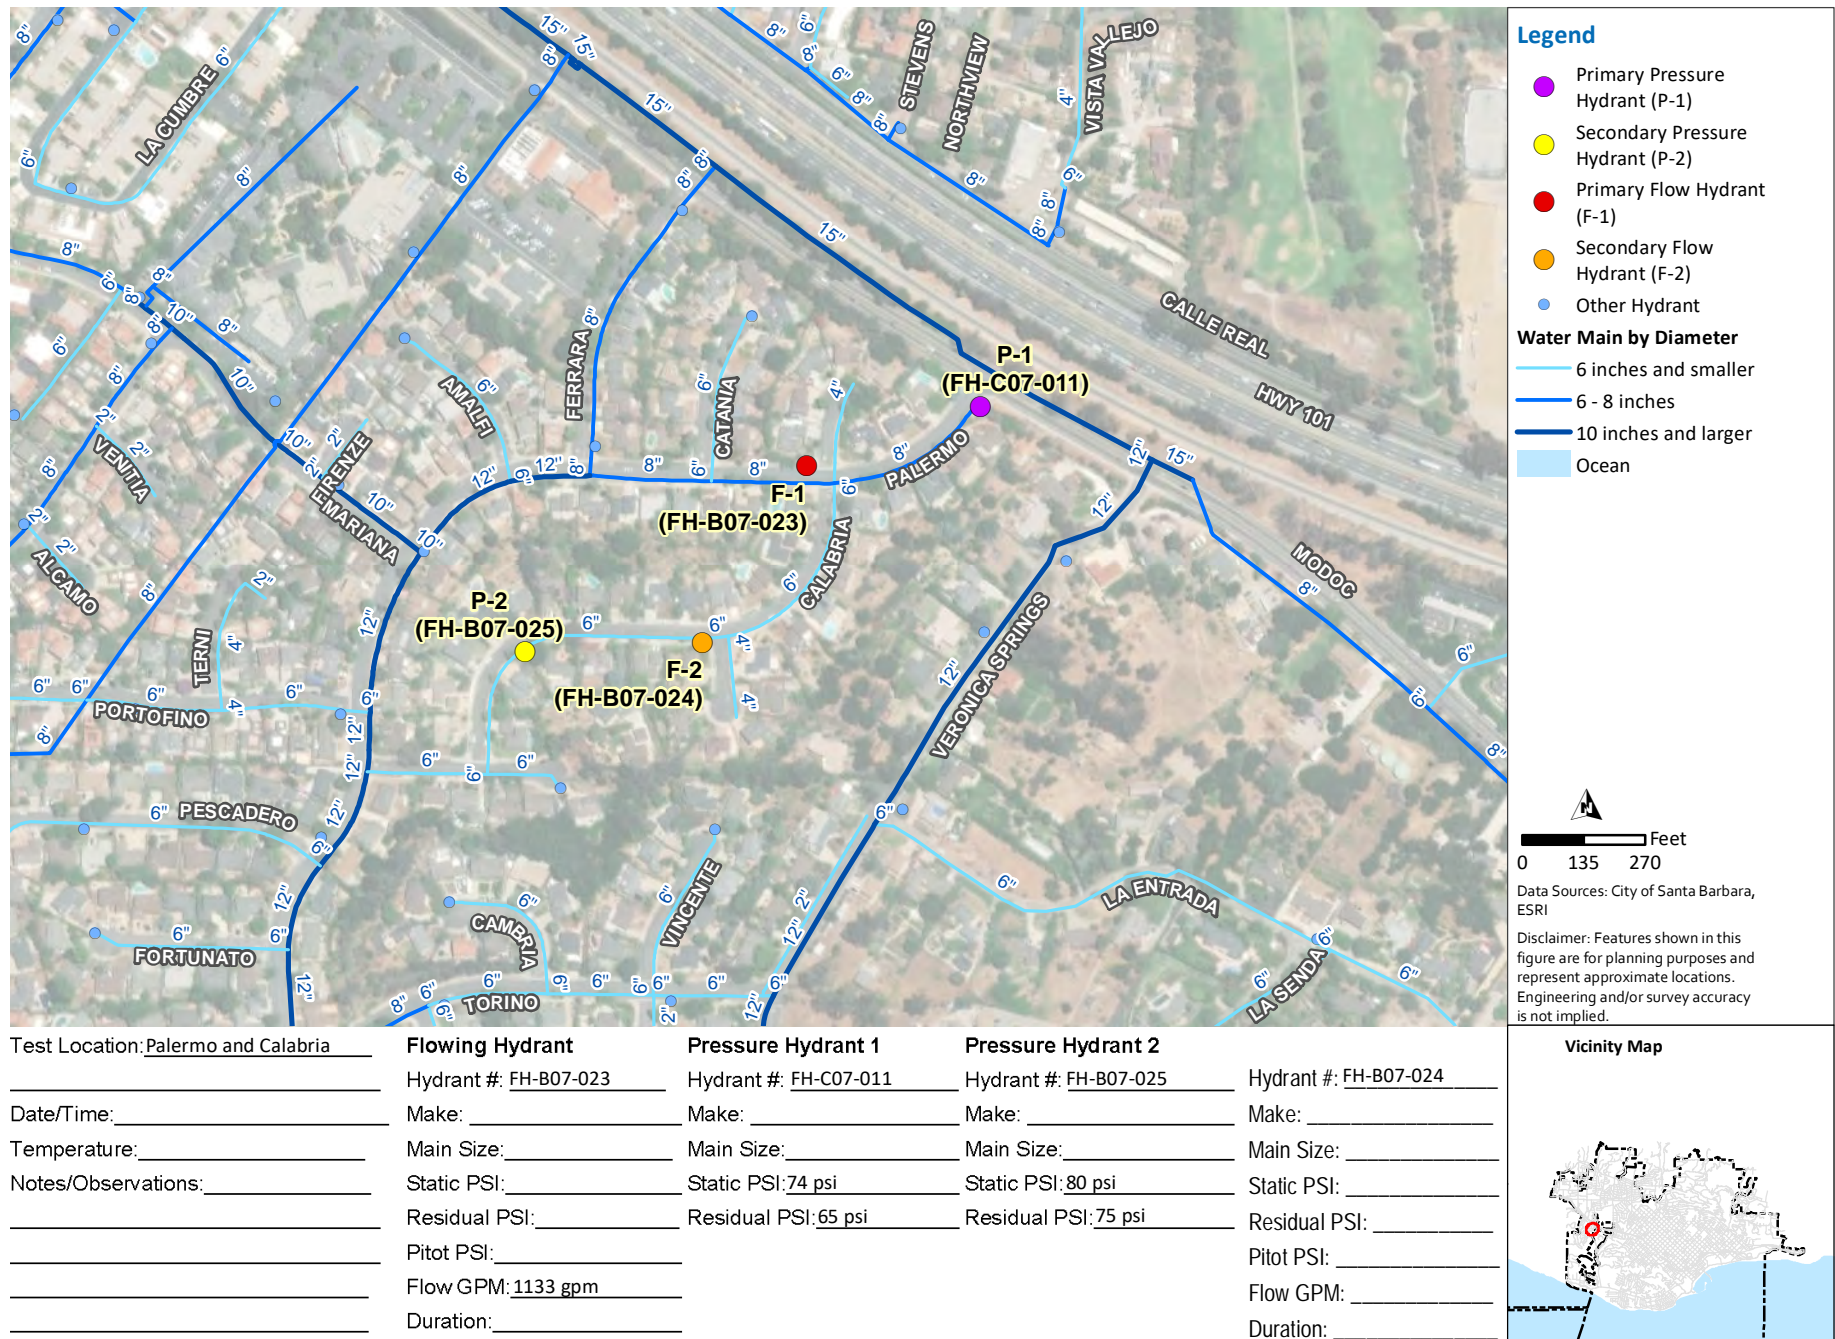 LA CUMBRE
STEVENS
NORTHVIEW
VISTA VALLEJO
CALLE REAL
HWY 101
P-1
(FH-C07-011)
FERRARA
CATANIA
AMALFI
PALERMO
F-1
(FH-B07-023)
VENITIA
FIRENZE
MARIANA
CALABRIA
MODOC
ALCAMO
P-2
(FH-B07-025)
TERNI
F-2
(FH-B07-024)
VERONICA SPRINGS
PORTOFINO
PESCADERO
VINCENTE
LA ENTRADA
CAMBRIA
FORTUNATO
TORINO
LA SENDA
15"
12"
10"
8"
6"
4"
2"
Legend
Primary Pressure
Hydrant (P-1)
Secondary Pressure
Hydrant (P-2)
Primary Flow Hydrant
(F-1)
Secondary Flow
Hydrant (F-2)
Other Hydrant
Water Main by Diameter
6 inches and smaller
6 - 8 inches
10 inches and larger
Ocean
N
Feet
0 135 270
Data Sources: City of Santa Barbara,
ESRI
Disclaimer: Features shown in this
figure are for planning purposes and
represent approximate locations.
Engineering and/or survey accuracy
is not implied.
Vicinity Map
Test Location: Palermo and Calabria
Date/Time:
Temperature:
Notes/Observations:
Flowing Hydrant
Hydrant #: FH-B07-023
Make:
Main Size:
Static PSI:
Residual PSI:
Pitot PSI:
Flow GPM: 1133 gpm
Duration:
Pressure Hydrant 1
Hydrant #: FH-C07-011
Make:
Main Size:
Static PSI: 74 psi
Residual PSI: 65 psi
Pressure Hydrant 2
Hydrant #: FH-B07-025
Make:
Main Size:
Static PSI: 80 psi
Residual PSI: 75 psi
Hydrant #: FH-B07-024
Make:
Main Size:
Static PSI:
Residual PSI:
Pitot PSI:
Flow GPM:
Duration: